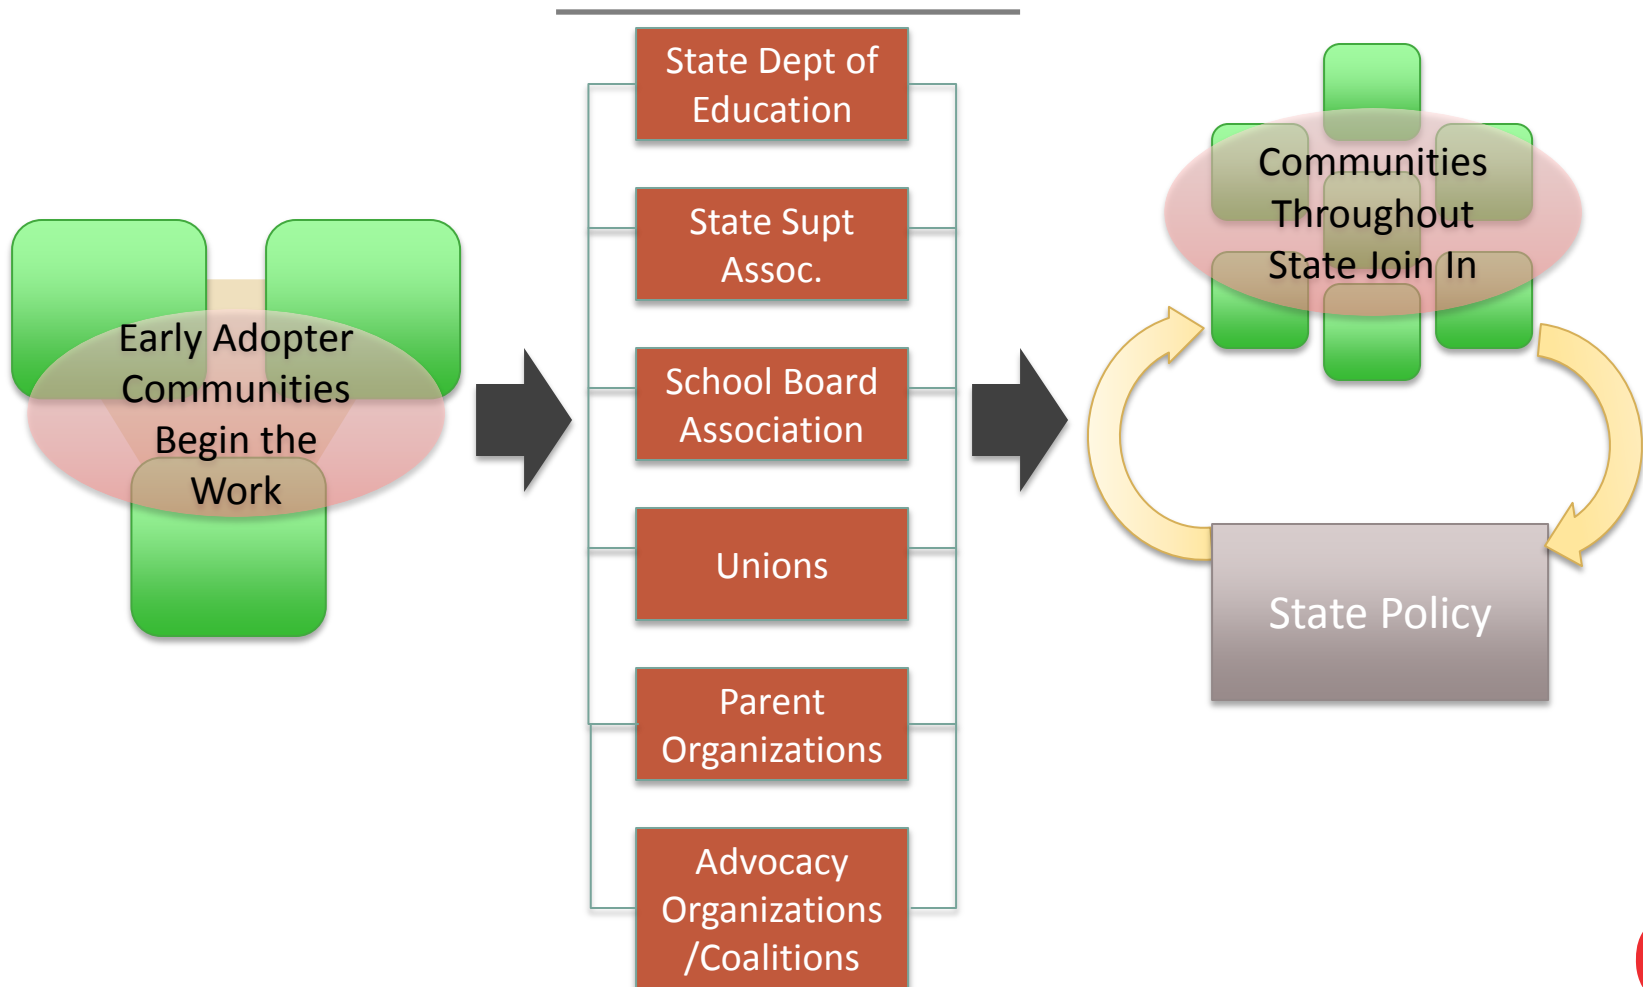 Early Adopter
Communities
Begin the
Work
State Dept of
Education
State Supt
Assoc.
School Board
Association
Unions
Parent
Organizations
Advocacy
Organizations
/Coalitions
Communities
Throughout
State Join In
State Policy